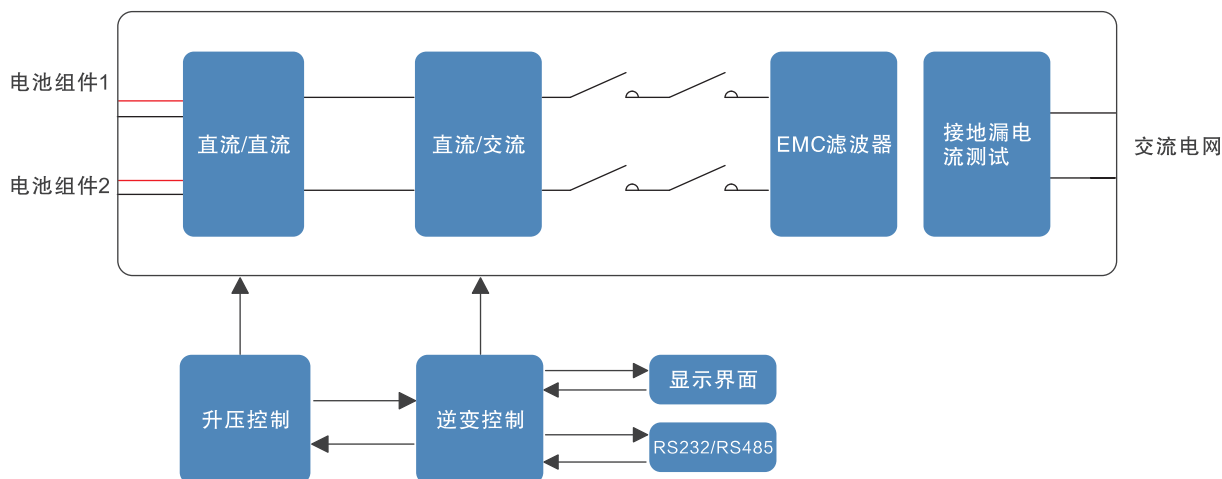 电池组件1
电池组件2
直流/直流
直流/交流
EMC滤波器
接地漏电
流测试
交流电网
升压控制
逆变控制
显示界面
RS232/RS485